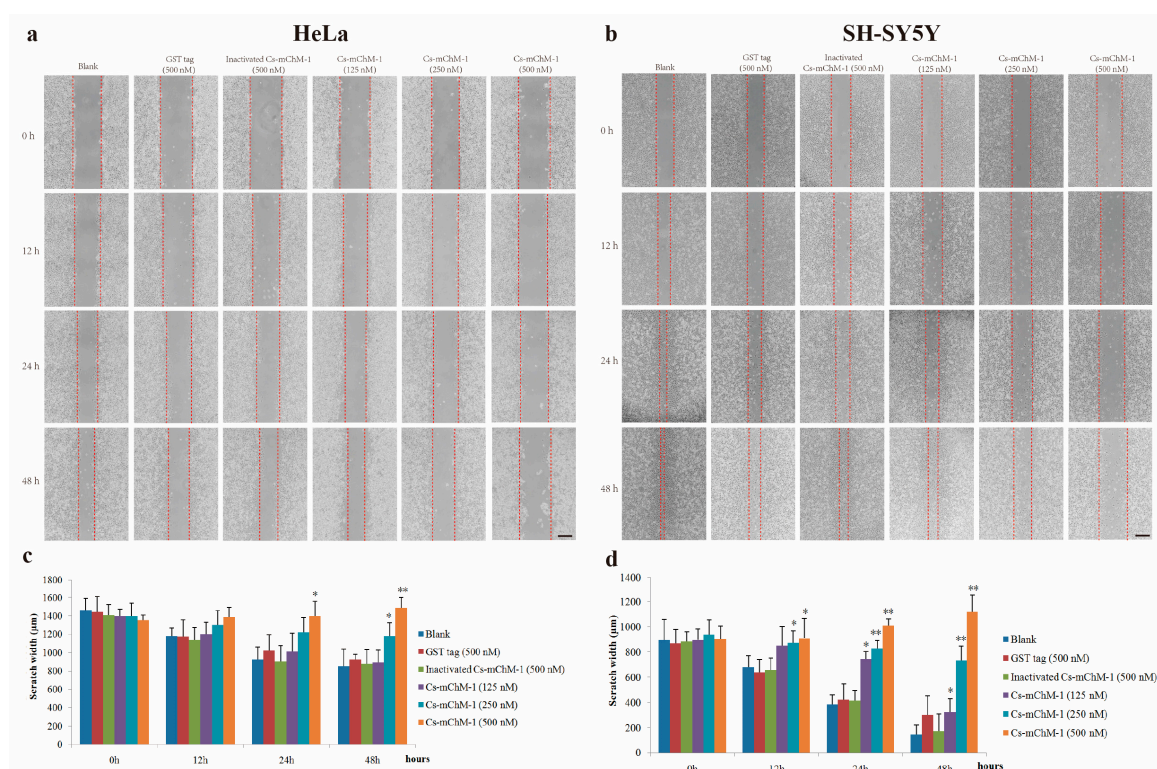 a
HeLa
Blank
GST tag
(500 nM)
Inactivated Cs-mChM-1
(500 nM)
Cs-mChM-1
(125 nM)
Cs-mChM-1
(250 nM)
Cs-mChM-1
(500 nM)
0 h
12 h
24 h
48 h
b
SH-SY5Y
Blank
GST tag
(500 nM)
Inactivated
Cs-mChM-1 (500 nM)
Cs-mChM-1
(125 nM)
Cs-mChM-1
(250 nM)
Cs-mChM-1
(500 nM)
0 h
12 h
24 h
48 h
c
Scratch width (μm)
1800
1600
1400
1200
1000
800
600
400
200
0
*
*
**
0h
12h
24h
48h
hours
Blank
GST tag (500 nM)
Inactivated Cs-mChM-1 (500 nM)
Cs-mChM-1 (125 nM)
Cs-mChM-1 (250 nM)
Cs-mChM-1 (500 nM)
d
Scratch width (μm)
1400
1200
1000
800
600
400
200
0
*
*
*
**
**
*
**
**
0h
12h
24h
48h
hours
Blank
GST tag (500 nM)
Inactivated Cs-mChM-1 (500 nM)
Cs-mChM-1 (125 nM)
Cs-mChM-1 (250 nM)
Cs-mChM-1 (500 nM)